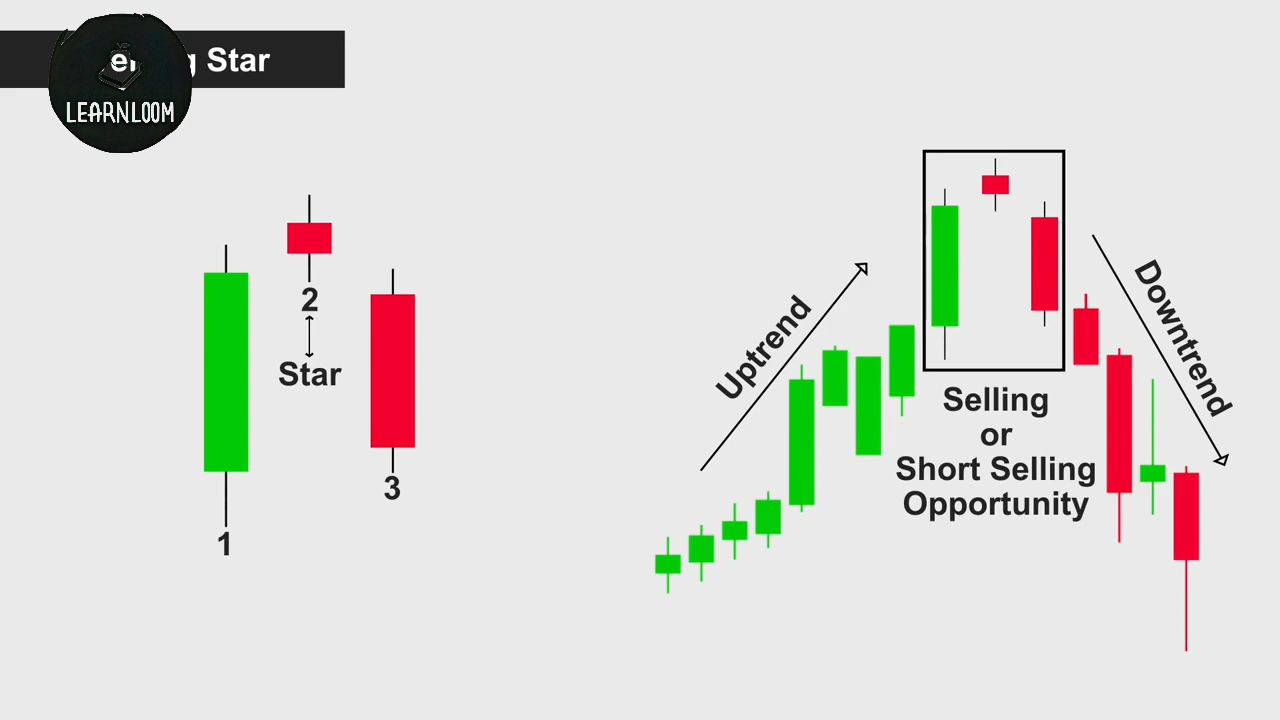 Star
LEARNLOOM
2
Star
3
1
Uptrend
Downtrend
Selling
or
Short Selling
Opportunity